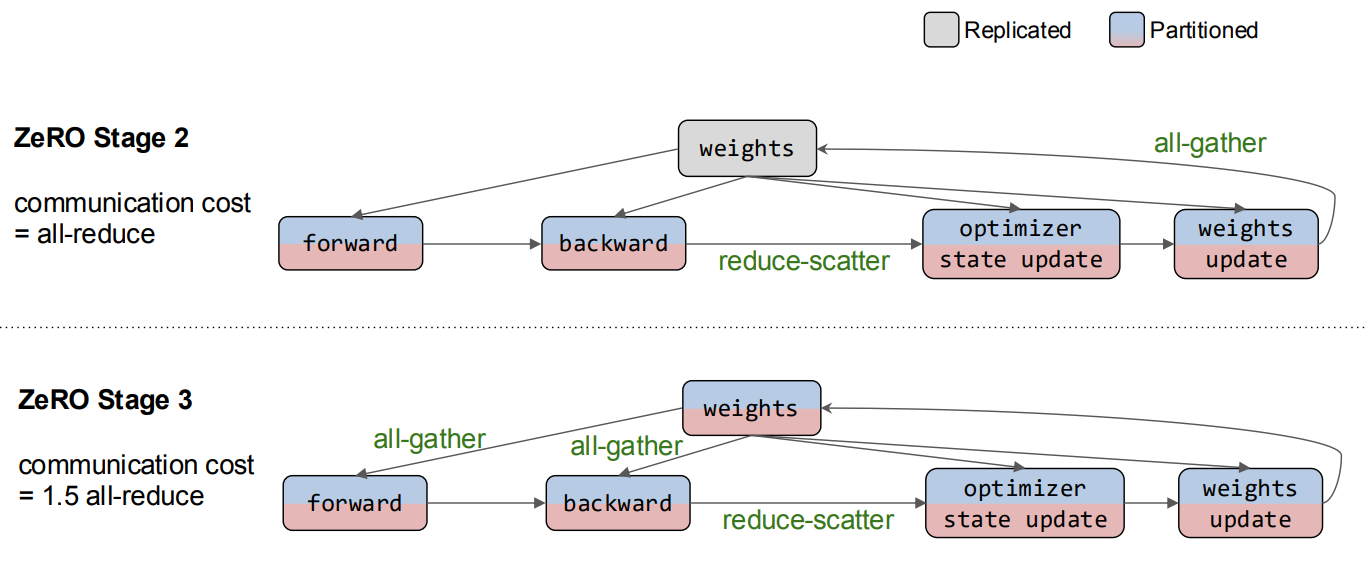 Replicated
Partitioned
ZeRO Stage 2
communication cost
= all-reduce
weights
all-gather
forward
backward
reduce-scatter
optimizer
state update
weights
update
ZeRO Stage 3
communication cost
= 1.5 all-reduce
weights
all-gather
all-gather
forward
backward
reduce-scatter
optimizer
state update
weights
update